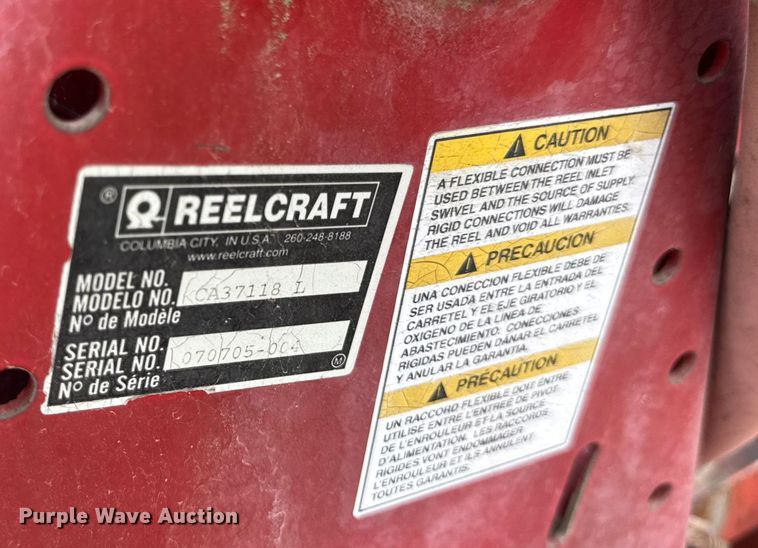 ® REELCRAFT
COLUMBIA CITY, IN U.S.A. 260-248-8188
www.reelcraft.com
MODEL NO.
MODELO NO. CA37118 L
Nº de Modèle
SERIAL NO.
SERIAL NO. 070705-004
Nº de Série
M
CAUTION
A FLEXIBLE CONNECTION MUST BE
USED BETWEEN THE REEL INLET
SWIVEL AND THE SOURCE OF SUPPLY.
RIGID CONNECTIONS WILL DAMAGE
THE REEL AND VOID ALL WARRANTIES.
PRECAUCION
UNA CONECCION FLEXIBLE DEBE DE
SER USADA ENTRE LA ENTRADA DEL
CARRETEL Y EL EJE GIRATORIO Y EL
OXIGENO DE LA LINEA DE
ABASTECIMIENTO: CONECCIONES
RIGIDAS PUEDEN DAÑAR EL CARRETEL
Y ANULAR LA GARANTIA.
PRÉCAUTION
UN RACCORD FLEXIBLE DOIT ÊNTRE
UTILISÉ ENTRE L'ENTRÉE DE PIVOT
DE L'ENROULEUR ET LA SOURCE
D'ALIMENTATION. LES RACCORDS
RIGIDES VONT ENDOMMAGER
L'ENROULEUR ET ILS ANNULENT
TOUTES GARANTIS.
Purple Wave Auction